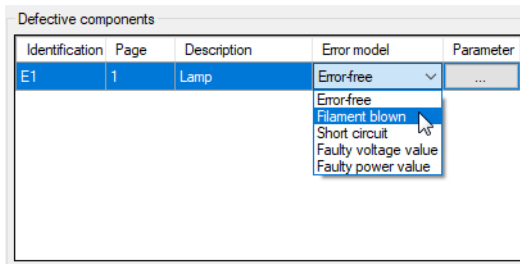 Defective components
Identification Page Description Error model Parameter
E1 1 Lamp Error-free ...
Error-free
Filament blown
Short circuit
Faulty voltage value
Faulty power value